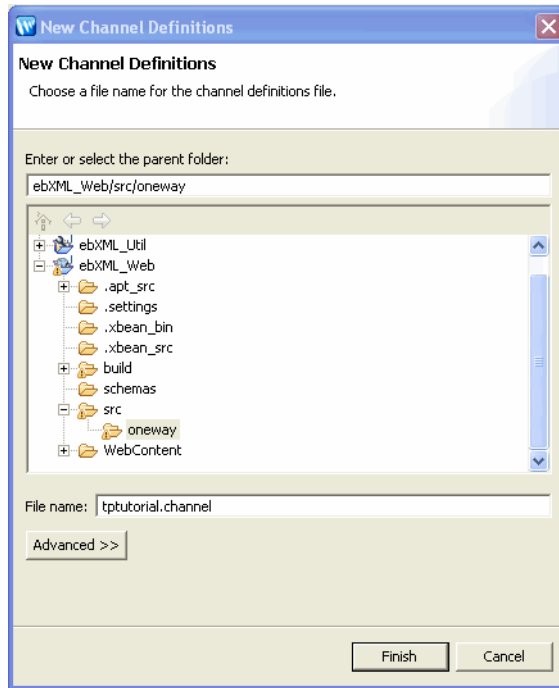 New Channel Definitions
New Channel Definitions
Choose a file name for the channel definitions file.
Enter or select the parent folder:
ebXML_Web/src/oneway
ebXML_Util
ebXML_Web
.apt_src
.settings
.xbean_bin
.xbean_src
build
schemas
src
oneway
WebContent
File name: tptutorial.channel
Advanced >>
Finish Cancel